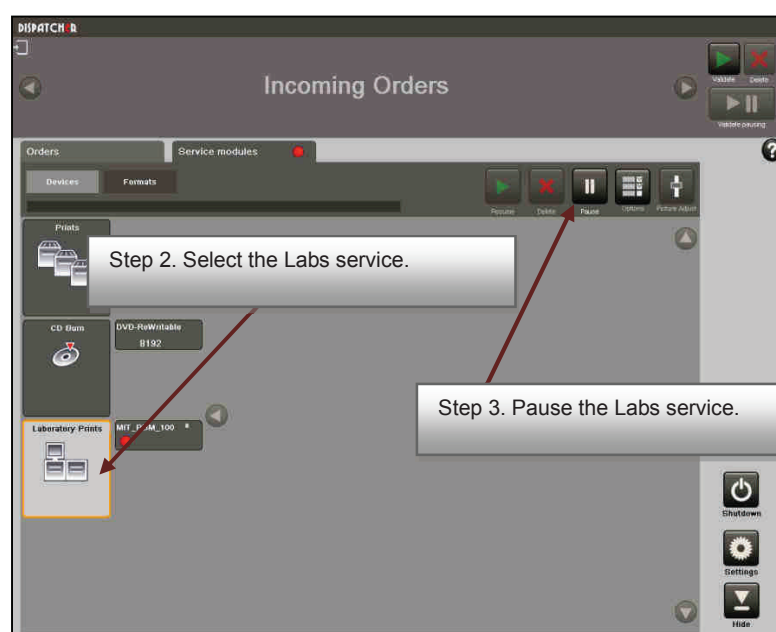 DISPATCHER
Incoming Orders
Validate Delete
Validate pausing
Orders
Service modules
Devices
Formats
Resume Delete Pause Options Picture Adjust
Prints
Step 2. Select the Labs service.
CD Burn
DVD-ReWritable
8192
Step 3. Pause the Labs service.
Laboratory Prints
Shutdown
Settings
Hide